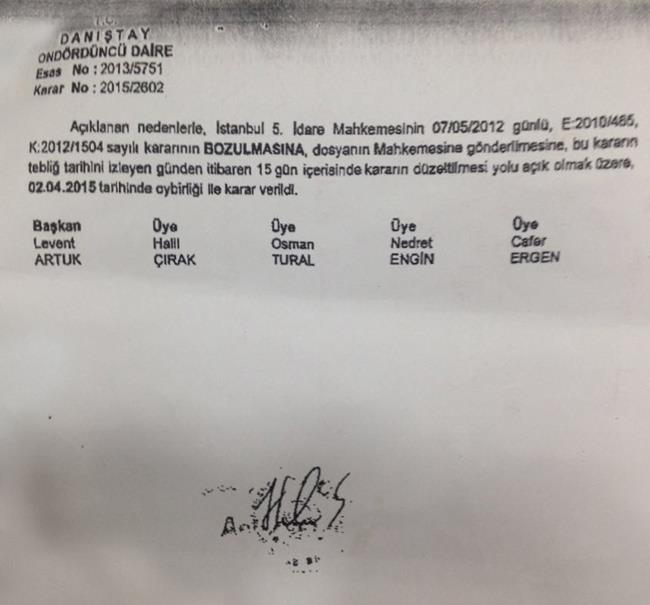 T.C.
DANIŞTAY
ONDÖRDÜNCÜ DAİRE
Esas No : 2013/5751
Karar No : 2015/2602
Açıklanan nedenlerle, İstanbul 5. İdare Mahkemesinin 07/05/2012 günlü, E:2010/465,
K:2012/1504 sayılı kararının BOZULMASINA, dosyanın Mahkemesine gönderilmesine, bu kararın
tebliğ tarihini izleyen günden itibaren 15 gün içerisinde kararın düzeltilmesi yolu açık olmak üzere,
02.04.2015 tarihinde oybirliği ile karar verildi.
Başkan Üye Üye Üye Üye
Levent Halil Osman Nedret Cafer
ARTUK ÇIRAK TURAL ENGİN ERGEN